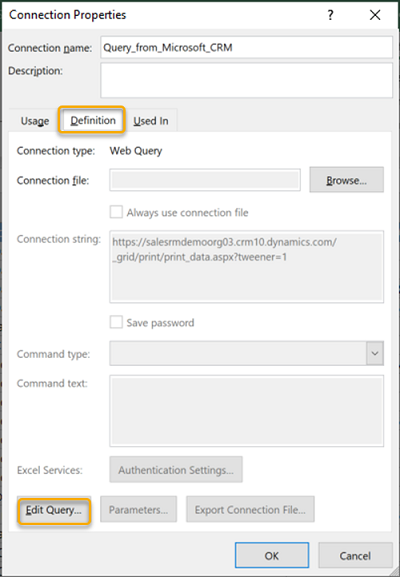 Connection Properties ? ×
Connection name: Query_from_Microsoft_CRM
Description:
Usage Definition Used In
Connection type: Web Query
Connection file: Browse...
Always use connection file
Connection string: https://salesrmdemoorg03.crm10.dynamics.com/
_grid/print/print_data.aspx?tweener=1
Save password
Command type:
Command text:
Excel Services: Authentication Settings...
Edit Query... Parameters... Export Connection File...
OK Cancel